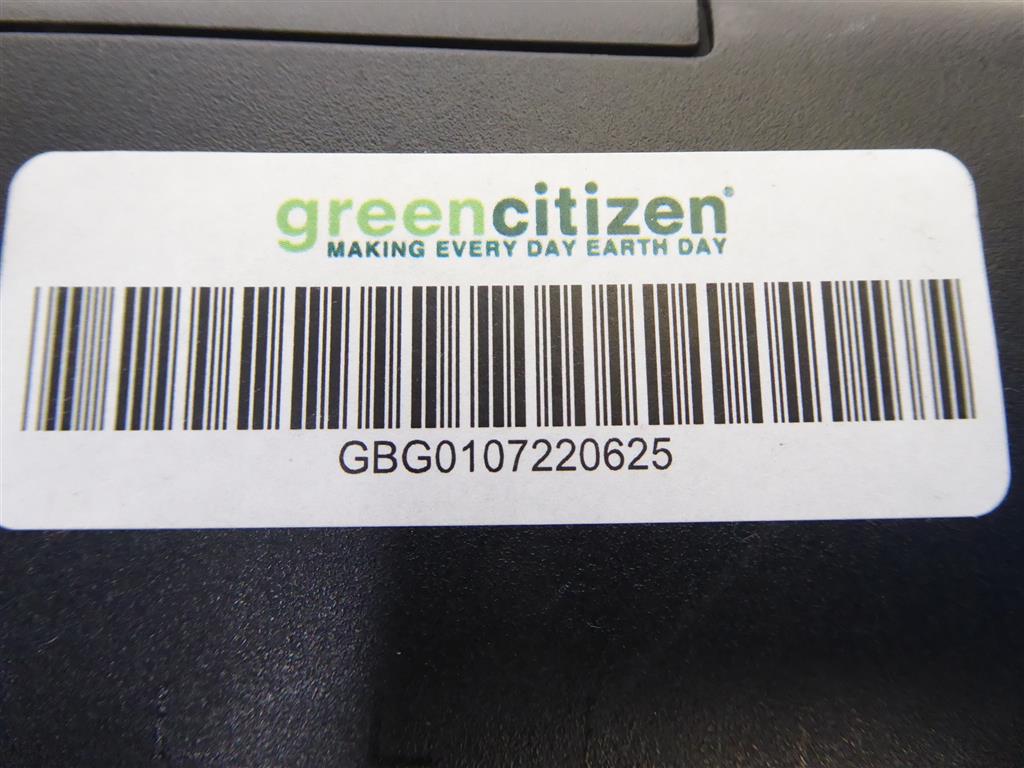 greencitizen®
MAKING EVERY DAY EARTH DAY
GBG0107220625